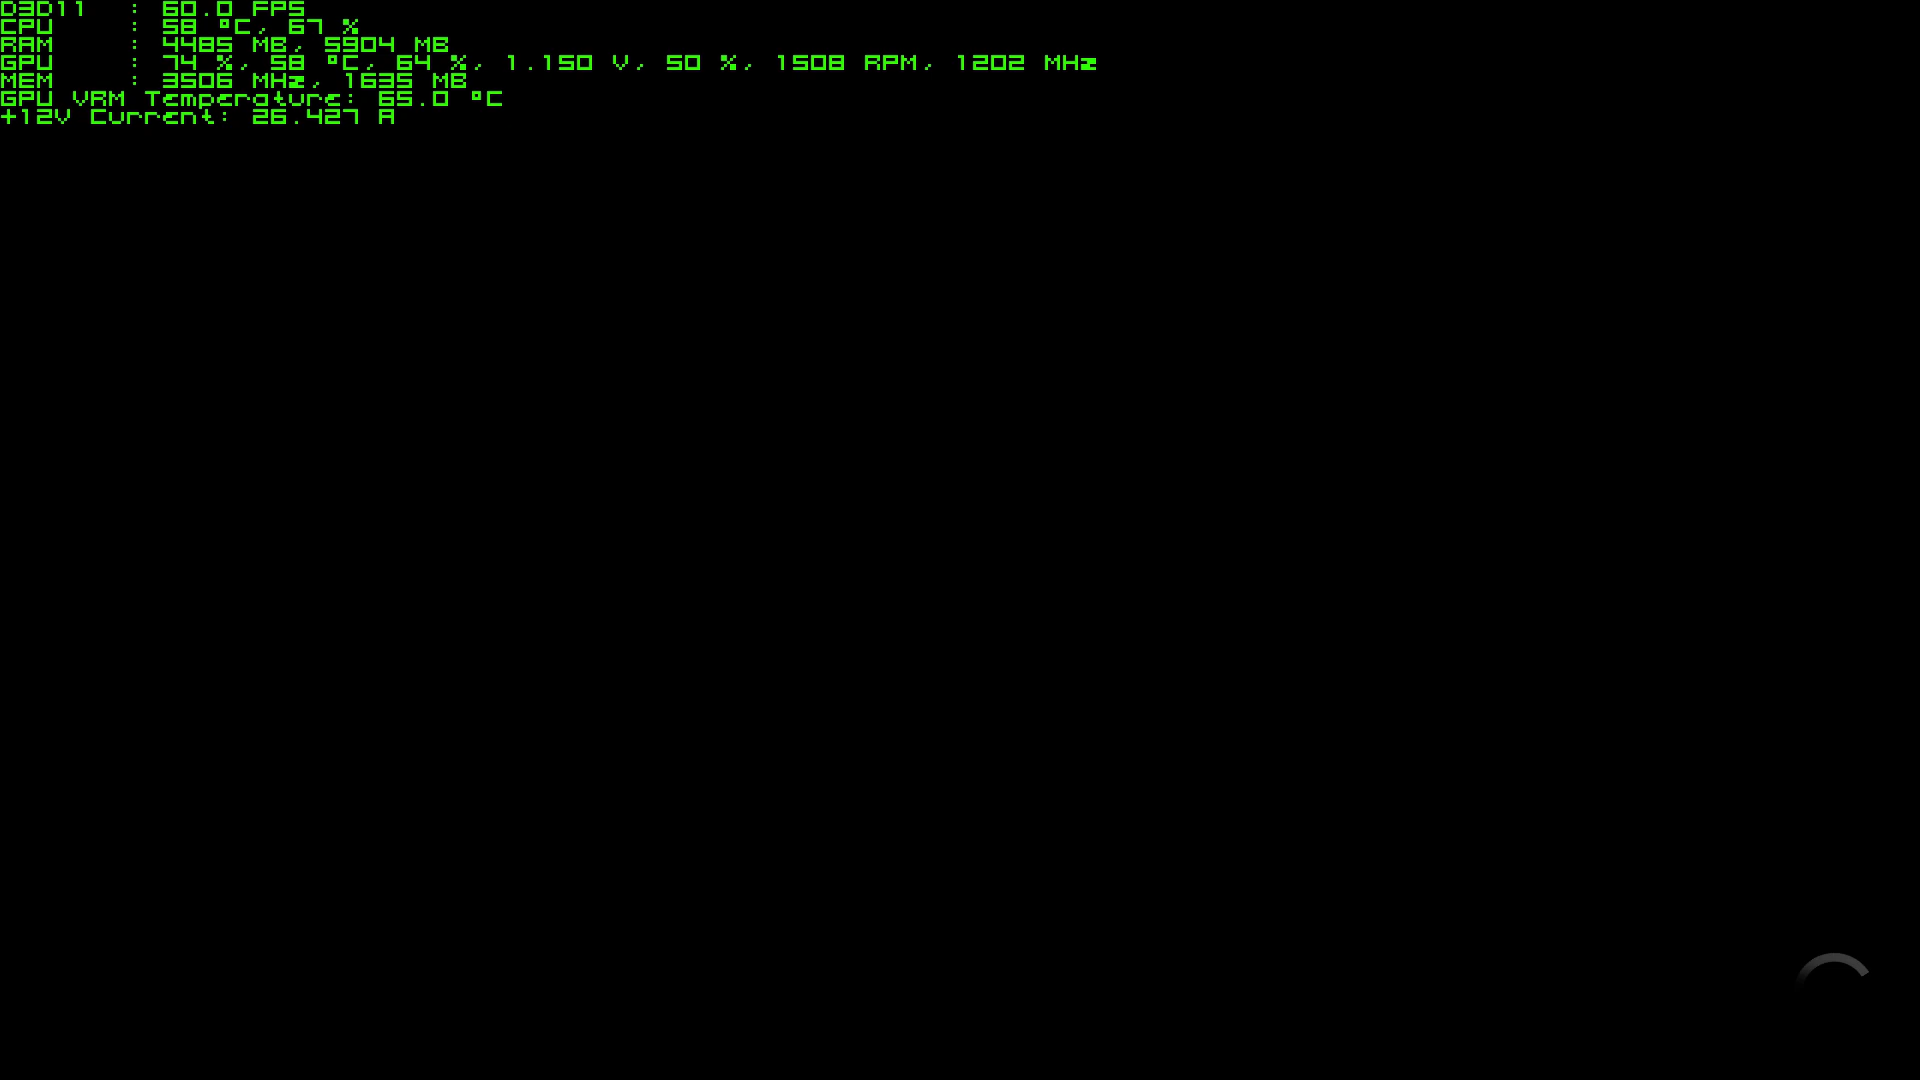 D3D11 : 60.0 FPS
CPU : 58 °C, 67 %
RAM : 4485 MB, 5904 MB
GPU : 74 %, 58 °C, 64 %, 1.150 V, 50 %, 1508 RPM, 1202 MHz
MEM : 3506 MHz, 1635 MB
GPU VRM Temperature: 65.0 °C
+12V Current: 26.427 A